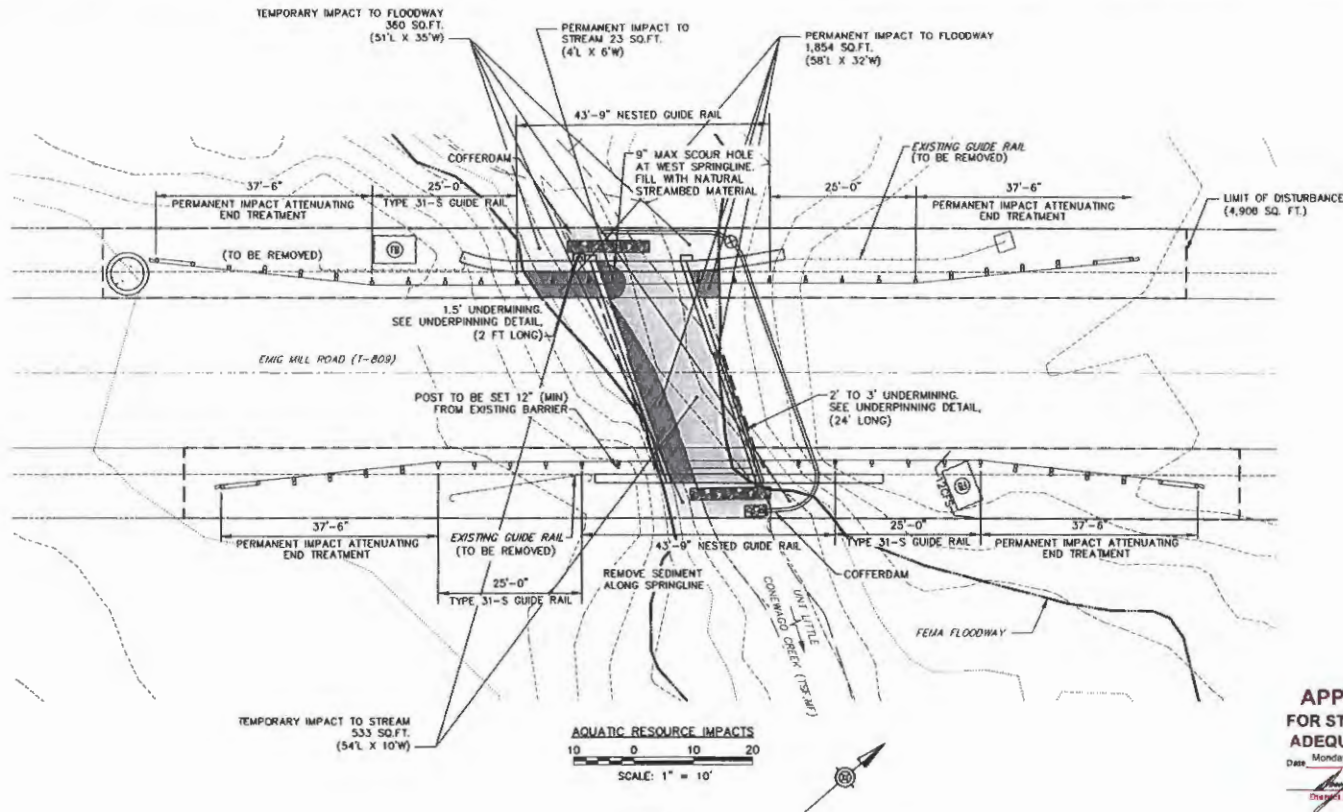 TEMPORARY IMPACT TO FLOODWAY
360 SQ.FT.
(51'L X 35'W)
PERMANENT IMPACT TO
STREAM 23 SQ.FT.
(4'L X 6'W)
PERMANENT IMPACT TO FLOODWAY
1,854 SQ.FT.
(58'L X 32'W)
43'-9" NESTED GUIDE RAIL
COFFERDAM
9" MAX SCOUR HOLE
AT WEST SPRINGLINE.
FILL WITH NATURAL
STREAMBED MATERIAL
EXISTING GUIDE RAIL
(TO BE REMOVED)
37'-6"
PERMANENT IMPACT ATTENUATING
END TREATMENT
25'-0"
TYPE 31-S GUIDE RAIL
25'-0"
TYPE 31-S GUIDE RAIL
37'-6"
PERMANENT IMPACT ATTENUATING
END TREATMENT
LIMIT OF DISTURBANCE
(4,900 SQ. FT.)
(TO BE REMOVED)
1.5' UNDERMINING.
SEE UNDERPINNING DETAIL,
(2 FT LONG)
EMIG MILL ROAD (T-809)
POST TO BE SET 12" (MIN)
FROM EXISTING BARRIER
2' TO 3' UNDERMINING.
SEE UNDERPINNING DETAIL,
(24' LONG)
12CFS
37'-6"
PERMANENT IMPACT ATTENUATING
END TREATMENT
EXISTING GUIDE RAIL
(TO BE REMOVED)
25'-0"
TYPE 31-S GUIDE RAIL
43'-9" NESTED GUIDE RAIL
REMOVE SEDIMENT
ALONG SPRINGLINE
25'-0"
TYPE 31-S GUIDE RAIL
37'-6"
PERMANENT IMPACT ATTENUATING
END TREATMENT
COFFERDAM
UNT LITTLE
CONEWAGO CREEK (TSF,MF)
FEMA FLOODWAY
TEMPORARY IMPACT TO STREAM
533 SQ.FT.
(54'L X 10'W)
AQUATIC RESOURCE IMPACTS
10 0 10 20
SCALE: 1" = 10'
APP
FOR ST
ADEQU
Date Monda